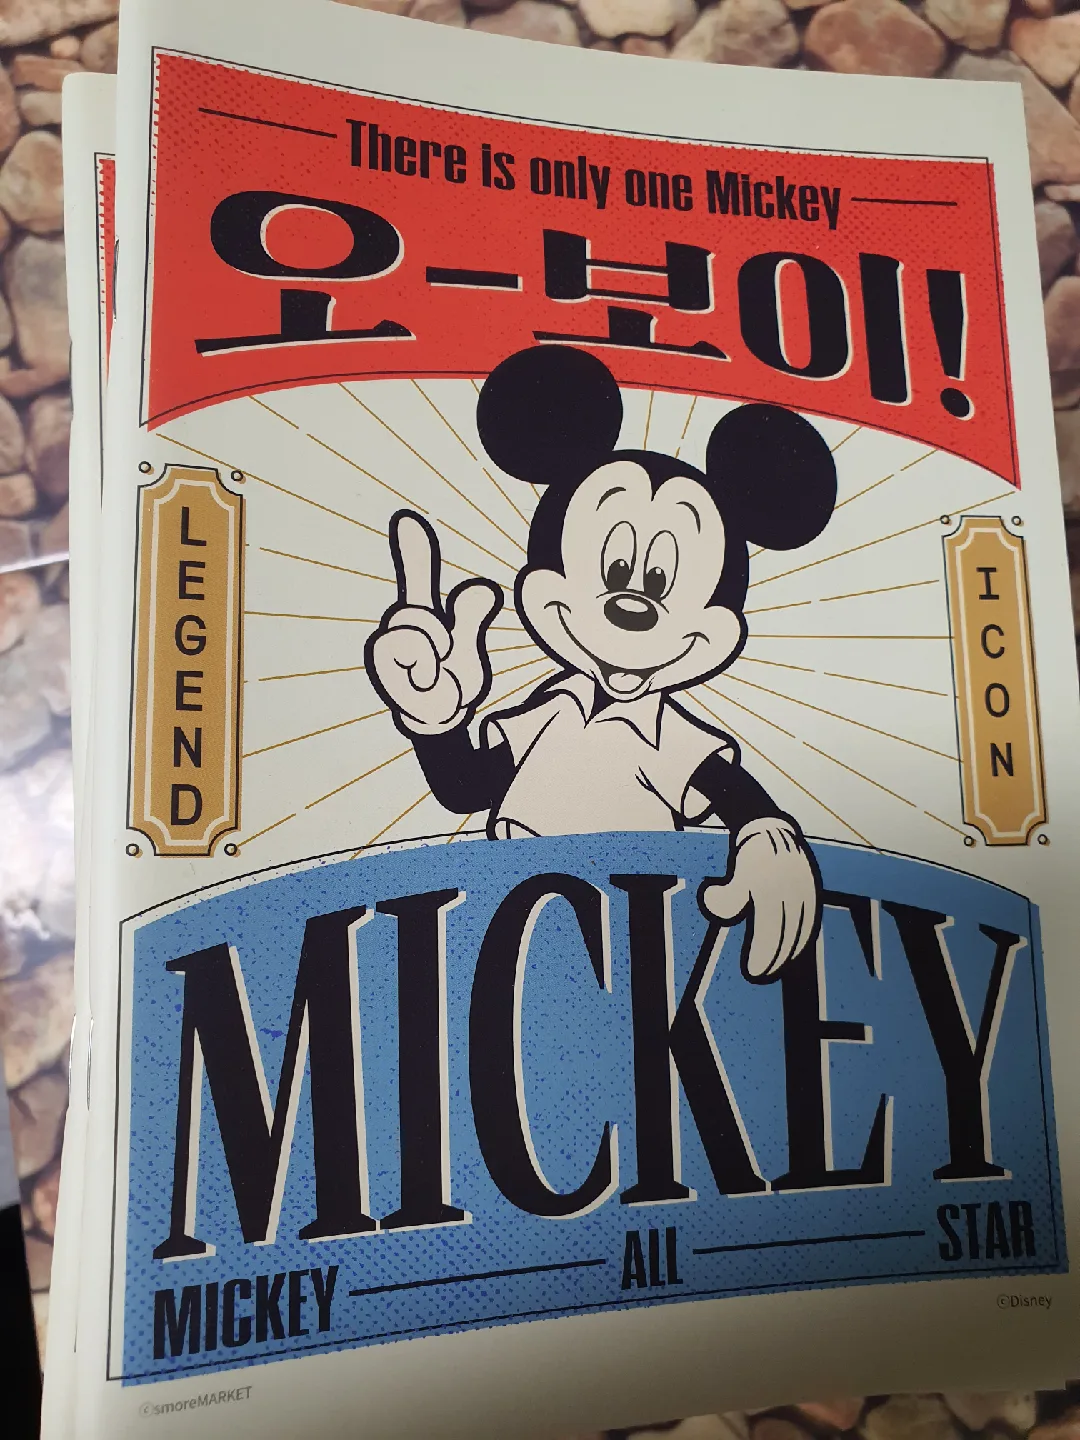 There is only one Mickey
오-보이!
LEGEND
ICON
MICKEY
MICKEY ALL STAR
©Disney
©smoreMARKET